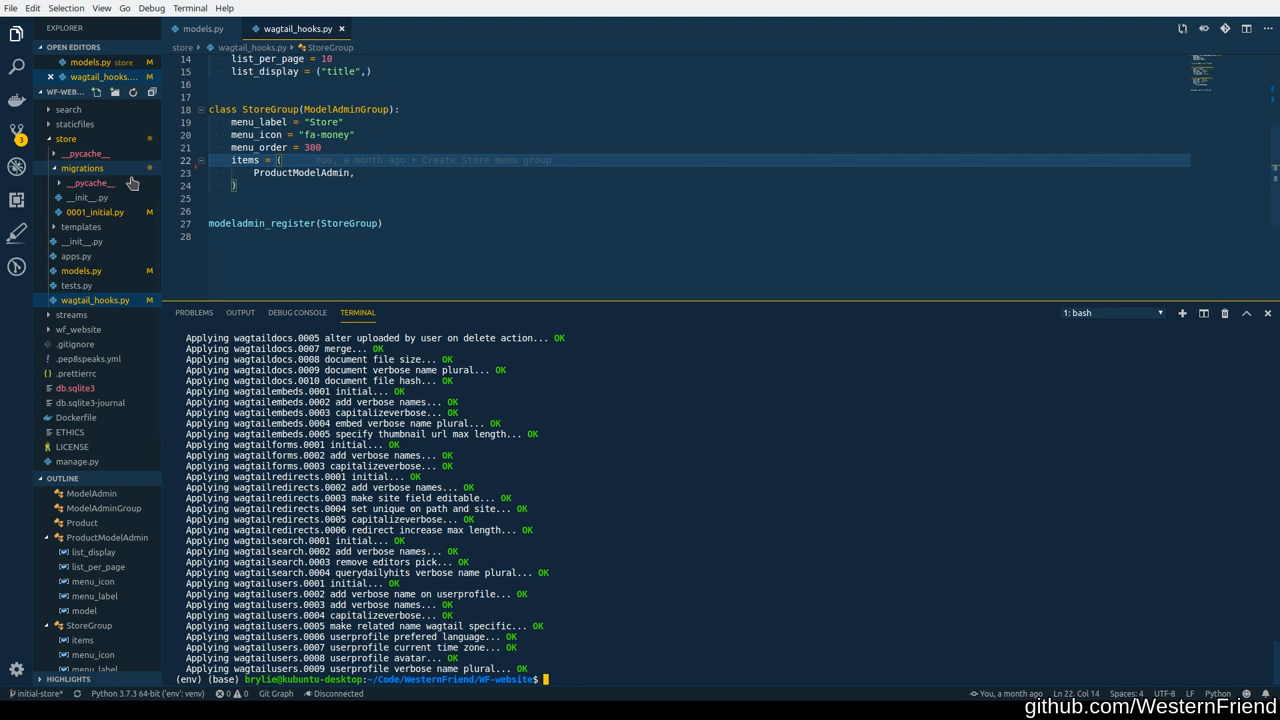 File Edit Selection View Go Debug Terminal Help
EXPLORER
models.py
wagtail_hooks.py
OPEN EDITORS
store
wagtail_hooks.py
StoreGroup
models.py store M
wagtail_hooks.... M
WF-WEB...
search
staticfiles
store
__pycache__
migrations
__pycache__
__init__.py
0001_initial.py M
templates
__init__.py
apps.py
models.py M
tests.py
wagtail_hooks.py M
streams
wf_website
.gitignore
.pep8speaks.yml
.prettierrc
db.sqlite3
db.sqlite3-journal
Dockerfile
ETHICS
LICENSE
manage.py
OUTLINE
ModelAdmin
ModelAdminGroup
Product
ProductModelAdmin
list_display
list_per_page
menu_icon
menu_label
model
StoreGroup
items
menu_icon
menu_label
HIGHLIGHTS
3
14 list_per_page = 10
15 list_display = ("title",)
16
17
18 class StoreGroup(ModelAdminGroup):
19 menu_label = "Store"
20 menu_icon = "fa-money"
21 menu_order = 300
22 items = ( You, a month ago • Create Store menu group
23 ProductModelAdmin,
24 )
25
26
27 modeladmin_register(StoreGroup)
28
PROBLEMS OUTPUT DEBUG CONSOLE TERMINAL 1: bash
Applying wagtaildocs.0005 alter uploaded by user on delete action... OK
Applying wagtaildocs.0007 merge... OK
Applying wagtaildocs.0008 document file size... OK
Applying wagtaildocs.0009 document verbose name plural... OK
Applying wagtaildocs.0010 document file hash... OK
Applying wagtailembeds.0001 initial... OK
Applying wagtailembeds.0002 add verbose names... OK
Applying wagtailembeds.0003 capitalizeverbose... OK
Applying wagtailembeds.0004 embed verbose name plural... OK
Applying wagtailembeds.0005 specify thumbnail url max length... OK
Applying wagtailforms.0001 initial... OK
Applying wagtailforms.0002 add verbose names... OK
Applying wagtailforms.0003 capitalizeverbose... OK
Applying wagtailredirects.0001 initial... OK
Applying wagtailredirects.0002 add verbose names... OK
Applying wagtailredirects.0003 make site field editable... OK
Applying wagtailredirects.0004 set unique on path and site... OK
Applying wagtailredirects.0005 capitalizeverbose... OK
Applying wagtailredirects.0006 redirect increase max length... OK
Applying wagtailsearch.0001 initial... OK
Applying wagtailsearch.0002 add verbose names... OK
Applying wagtailsearch.0003 remove editors pick... OK
Applying wagtailsearch.0004 querydailyhits verbose name plural... OK
Applying wagtailusers.0001 initial... OK
Applying wagtailusers.0002 add verbose name on userprofile... OK
Applying wagtailusers.0003 add verbose names... OK
Applying wagtailusers.0004 capitalizeverbose... OK
Applying wagtailusers.0005 make related name wagtail specific... OK
Applying wagtailusers.0006 userprofile prefered language... OK
Applying wagtailusers.0007 userprofile current time zone... OK
Applying wagtailusers.0008 userprofile avatar... OK
Applying wagtailusers.0009 userprofile verbose name plural... OK
(env) (base) brylie@kubuntu-desktop:~/Code/WesternFriend/WF-website$
initial-store* Python 3.7.3 64-bit ('env': venv) 0 0 Git Graph Disconnected You, a month ago Ln 22, Col 14 Spaces: 4 UTF-8 LF Python
github.com/WesternFriend